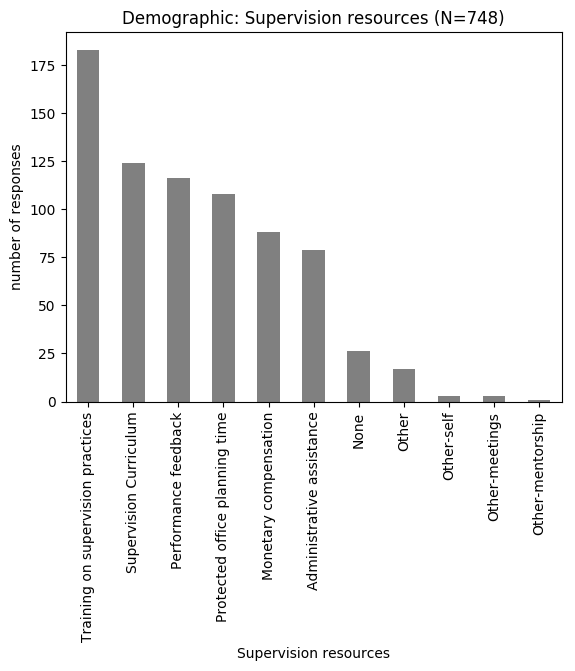 Demographic: Supervision resources (N=748)
number of responses
175
150
125
100
75
50
25
0
Training on supervision practices
Supervision Curriculum
Performance feedback
Protected office planning time
Monetary compensation
Administrative assistance
None
Other
Other-self
Other-meetings
Other-mentorship
Supervision resources